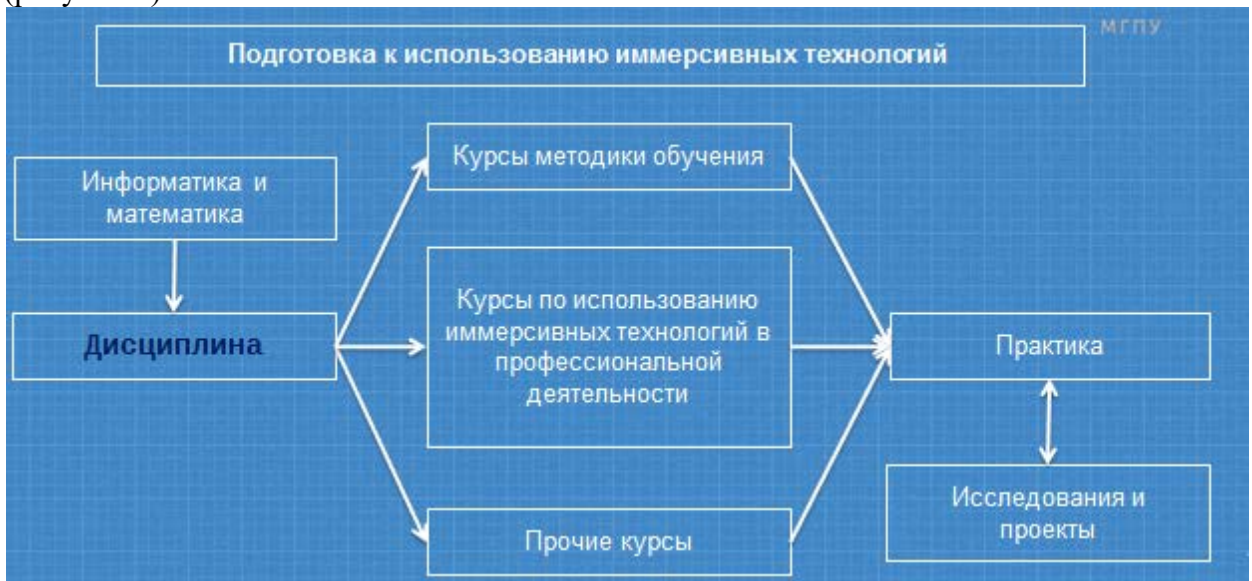 МГПУ
Подготовка к использованию иммерсивных технологий
Информатика и
математика
Дисциплина
Курсы методики обучения
Курсы по использованию
иммерсивных технологий в
профессиональной
деятельности
Прочие курсы
Практика
Исследования и
проекты